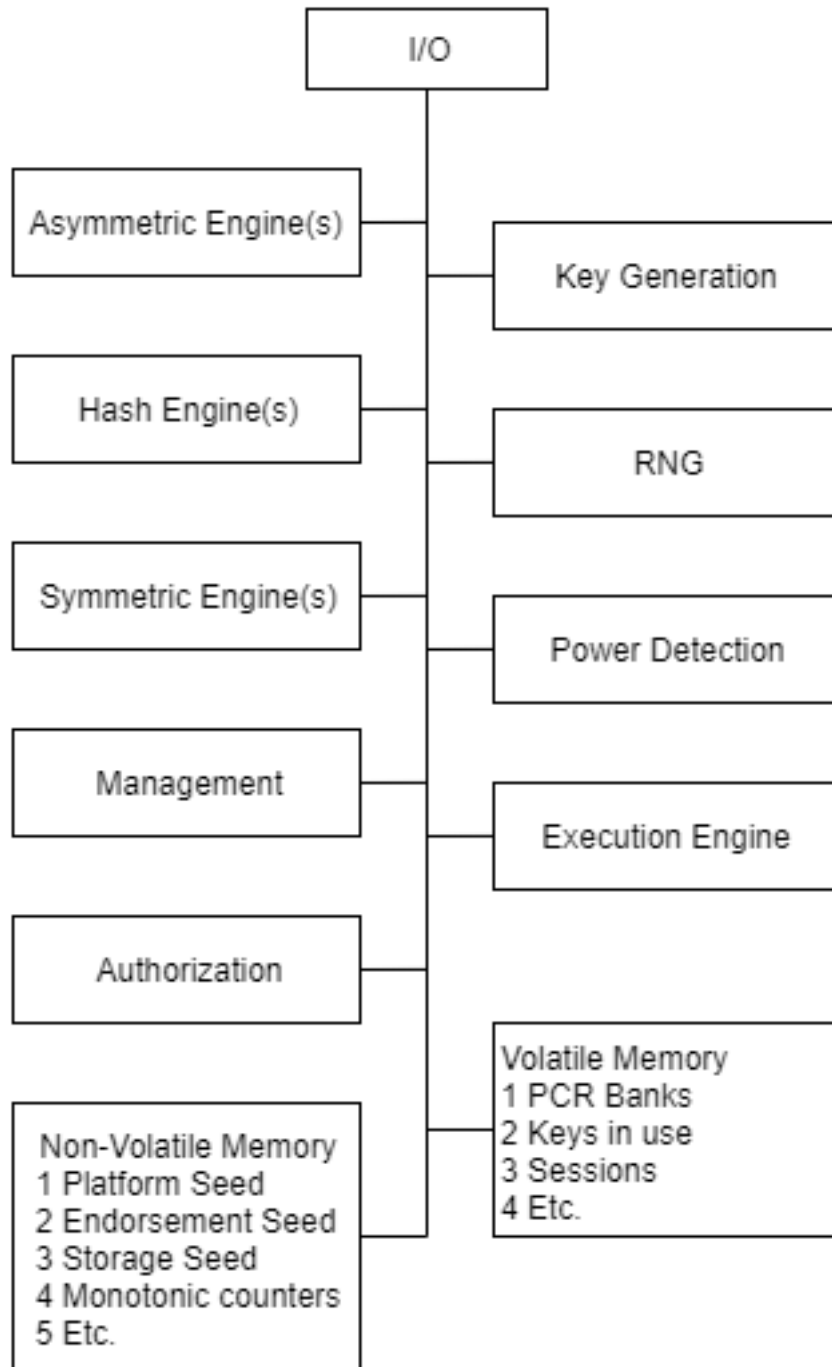 I/O
Asymmetric Engine(s)
Key Generation
Hash Engine(s)
RNG
Symmetric Engine(s)
Power Detection
Management
Execution Engine
Authorization
Volatile Memory
1 PCR Banks
2 Keys in use
3 Sessions
4 Etc.
Non-Volatile Memory
1 Platform Seed
2 Endorsement Seed
3 Storage Seed
4 Monotonic counters
5 Etc.